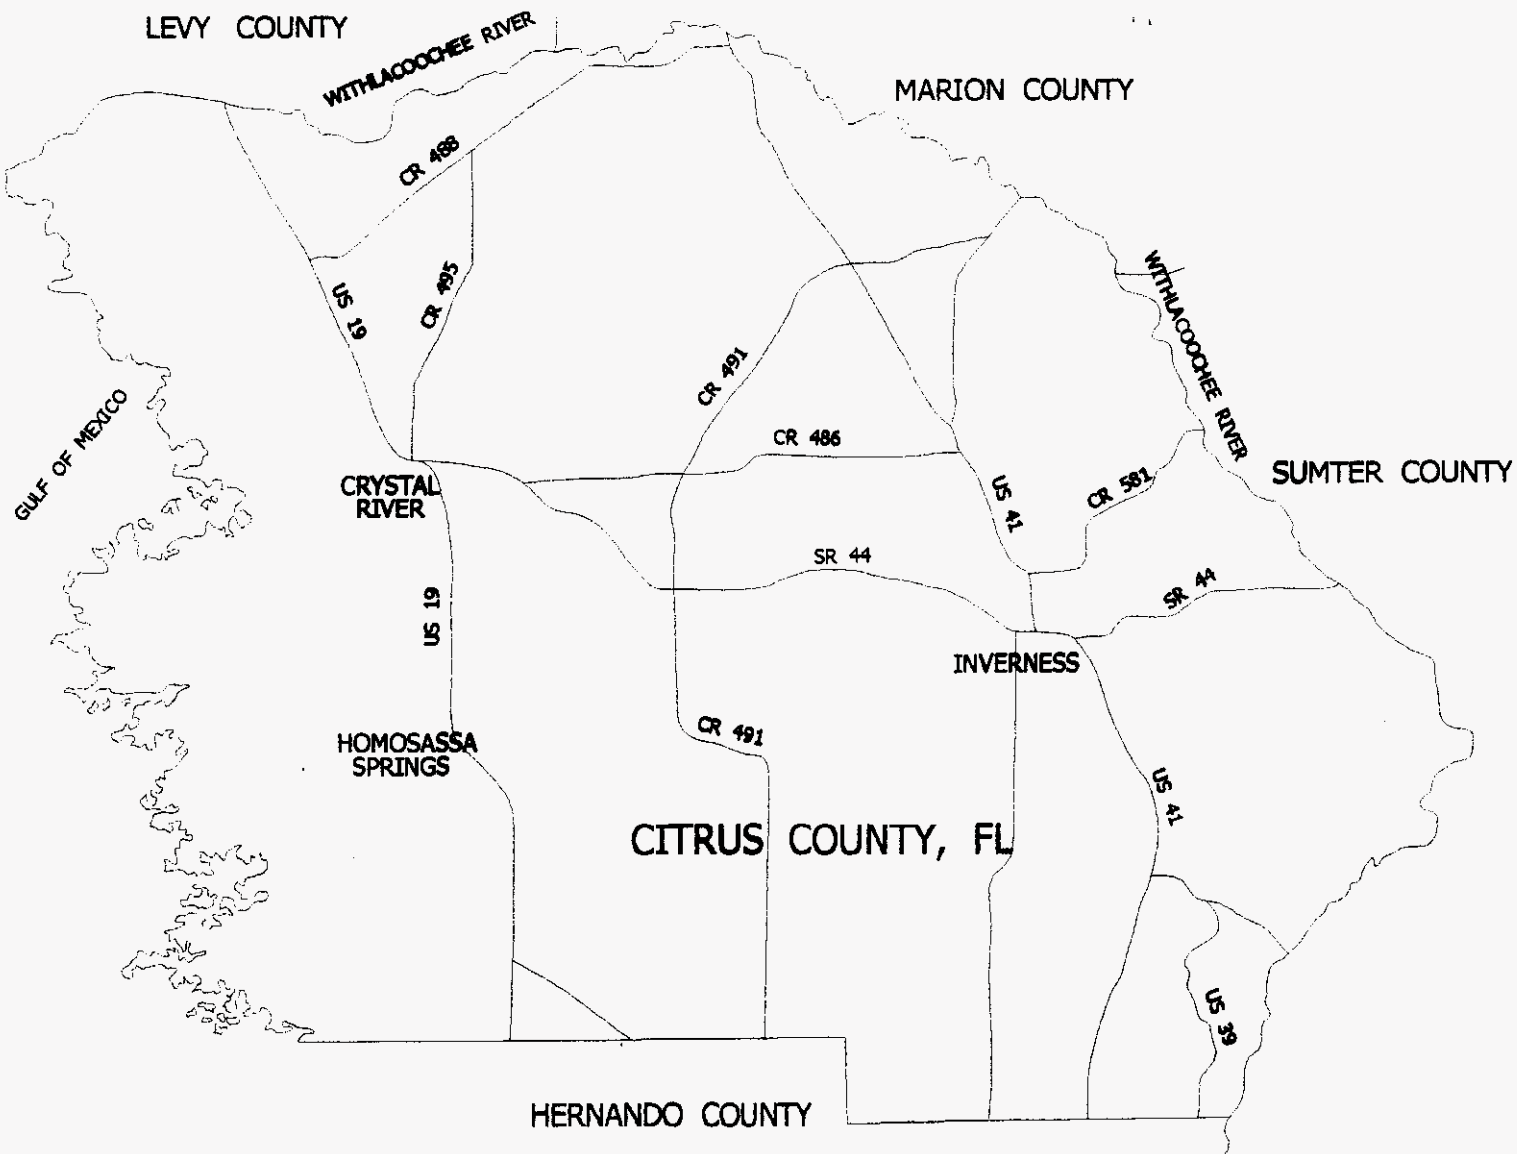 LEVY COUNTY
WITHLACOOCHEE RIVER
MARION COUNTY
CR 488
CR 495
US 19
WITHLACOOCHEE RIVER
CR 491
GULF OF MEXICO
CR 486
SUMTER COUNTY
CRYSTAL
RIVER
US 41
CR 581
SR 44
SR 44
US 19
INVERNESS
CR 491
HOMOSASSA
SPRINGS
US 41
CITRUS COUNTY, FL
US 39
HERNANDO COUNTY